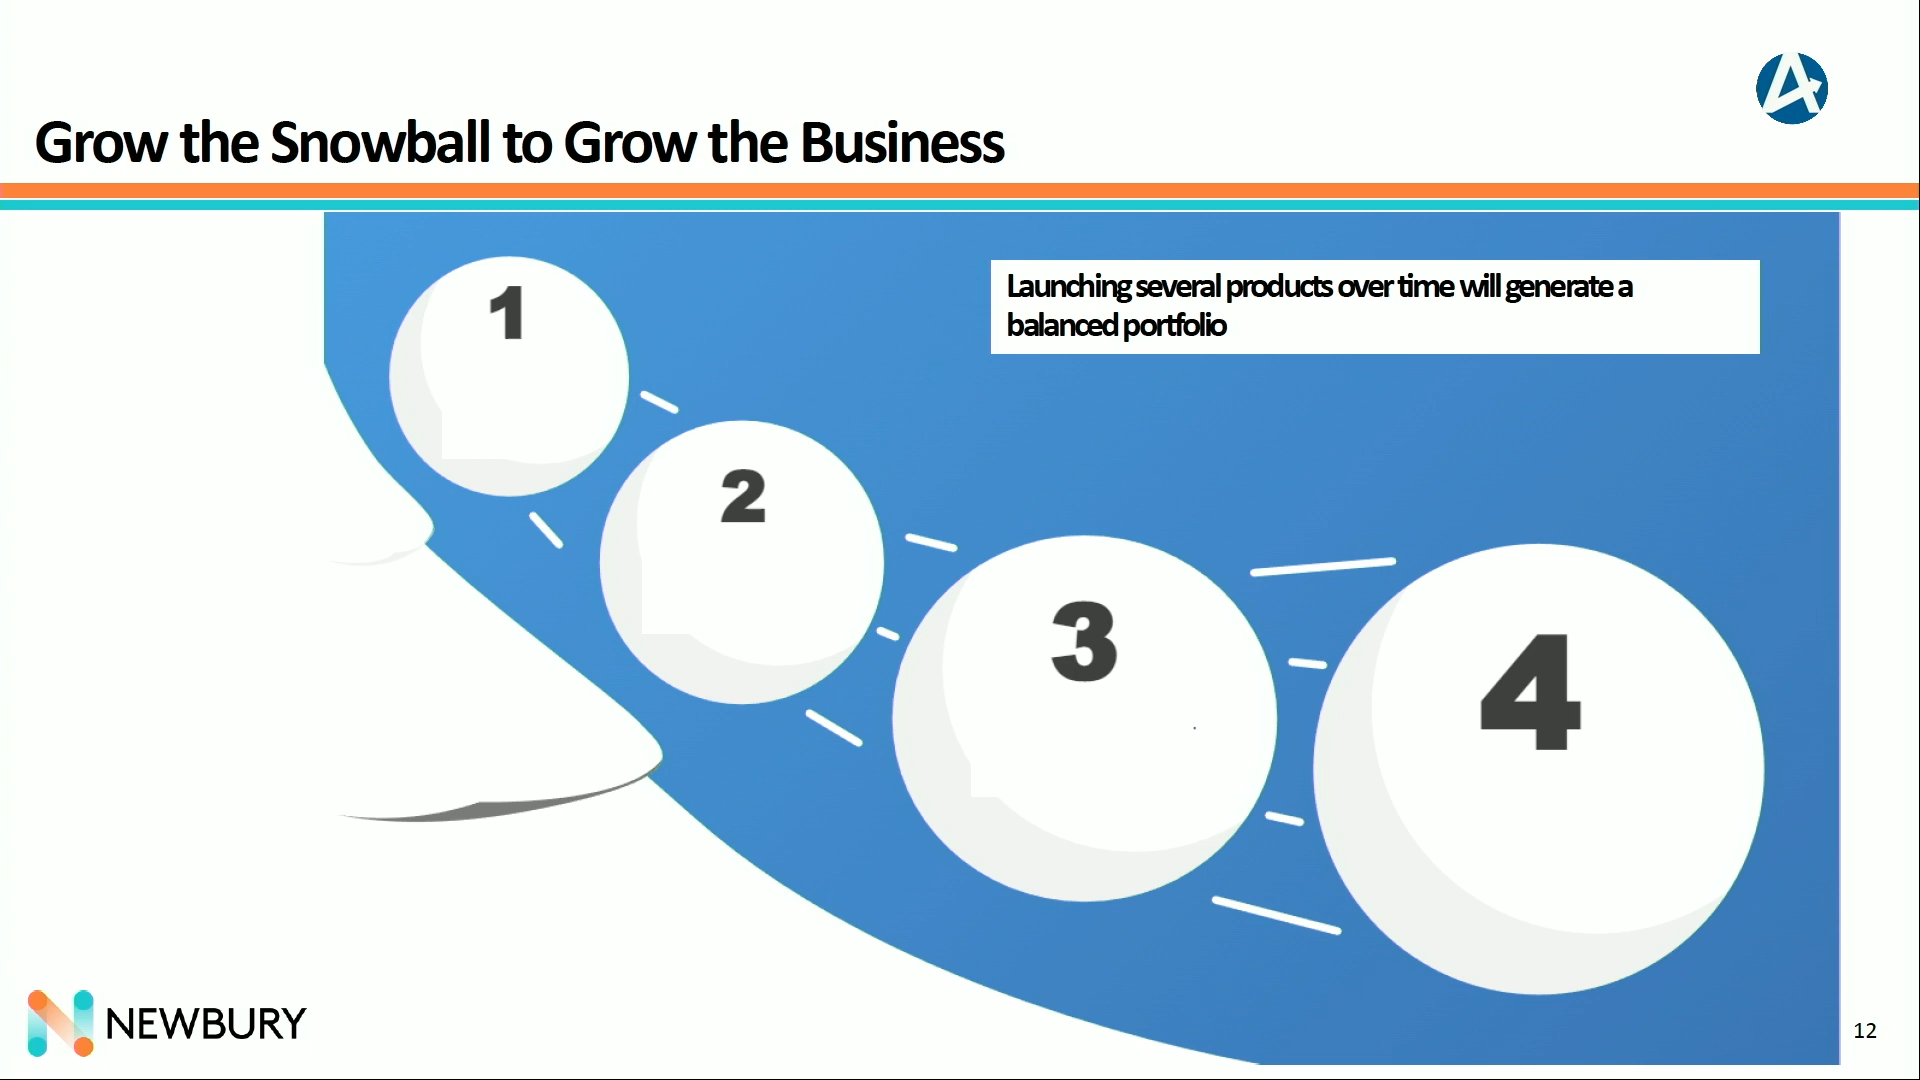 Grow the Snowball to Grow the Business
Launching several products over time will generate a
balanced portfolio
1
2
3
4
NEWBURY
12